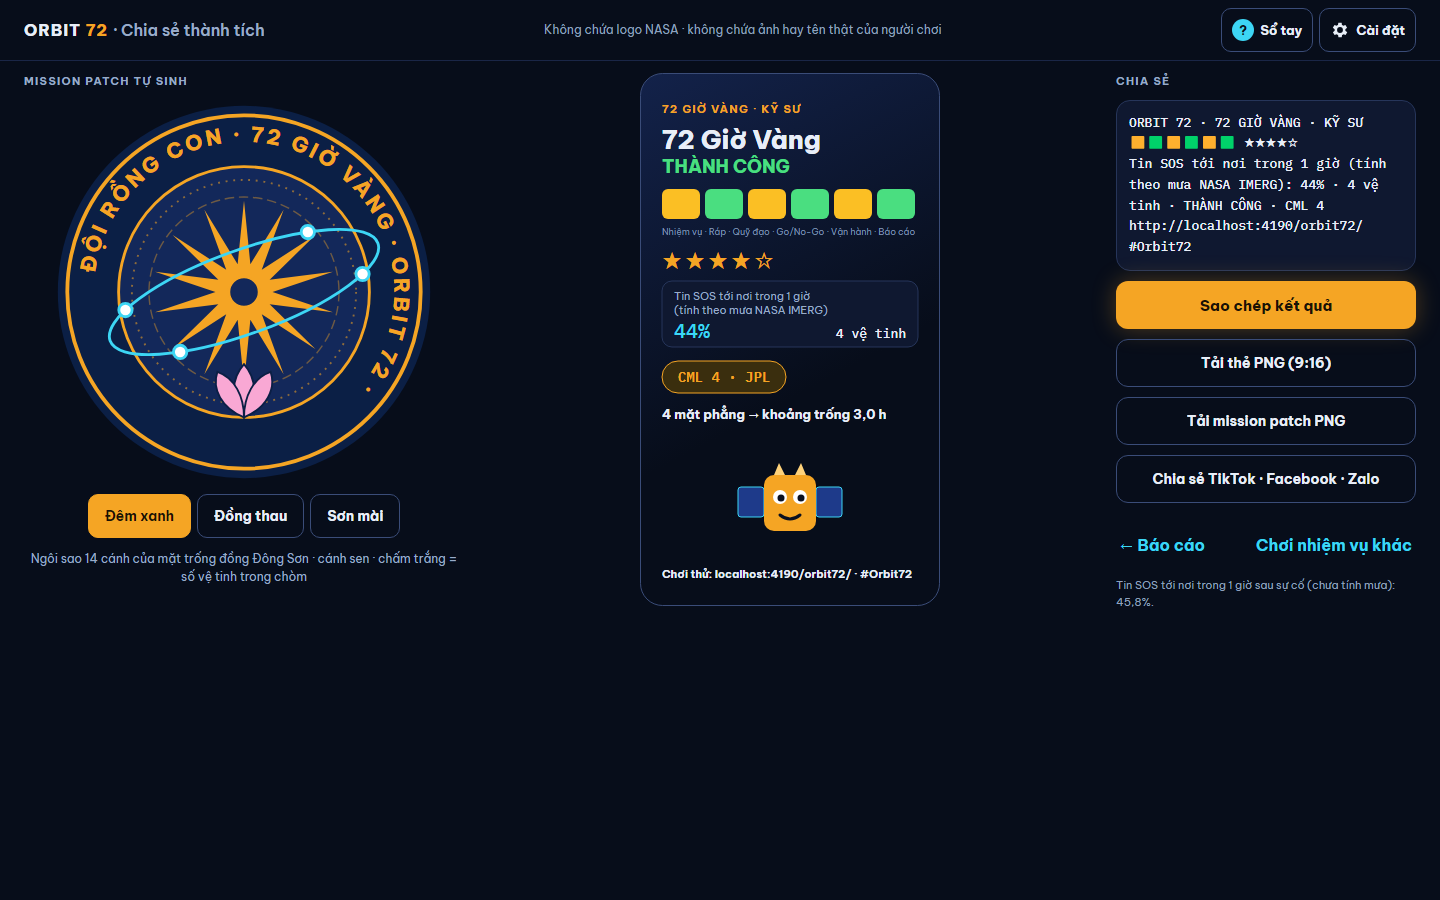 ORBIT 72 · Chia sẻ thành tích
Không chứa logo NASA · không chứa ảnh hay tên thật của người chơi
? Sổ tay
Cài đặt
MISSION PATCH TỰ SINH
ĐỘI RỒNG CON · 72 GIỜ VÀNG · ORBIT 72 ·
Đêm xanh
Đồng thau
Sơn mài
Ngôi sao 14 cánh của mặt trống đồng Đông Sơn · cánh sen · chấm trắng =
số vệ tinh trong chòm
72 GIỜ VÀNG · KỸ SƯ
72 Giờ Vàng
THÀNH CÔNG
Nhiệm vụ · Ráp · Quỹ đạo · Go/No-Go · Vận hành · Báo cáo
★★★★☆
Tin SOS tới nơi trong 1 giờ
(tính theo mưa NASA IMERG)
44%
4 vệ tinh
CML 4 · JPL
4 mặt phẳng → khoảng trống 3,0 h
Chơi thử: localhost:4190/orbit72/ · #Orbit72
CHIA SẺ
ORBIT 72 · 72 GIỜ VÀNG · KỸ SƯ
🟧🟩🟧🟩🟧🟩 ★★★★☆
Tin SOS tới nơi trong 1 giờ (tính
theo mưa NASA IMERG): 44% · 4 vệ
tinh · THÀNH CÔNG · CML 4
http://localhost:4190/orbit72/
#Orbit72
Sao chép kết quả
Tải thẻ PNG (9:16)
Tải mission patch PNG
Chia sẻ TikTok · Facebook · Zalo
← Báo cáo
Chơi nhiệm vụ khác
Tin SOS tới nơi trong 1 giờ sau sự cố (chưa tính mưa):
45,8%.